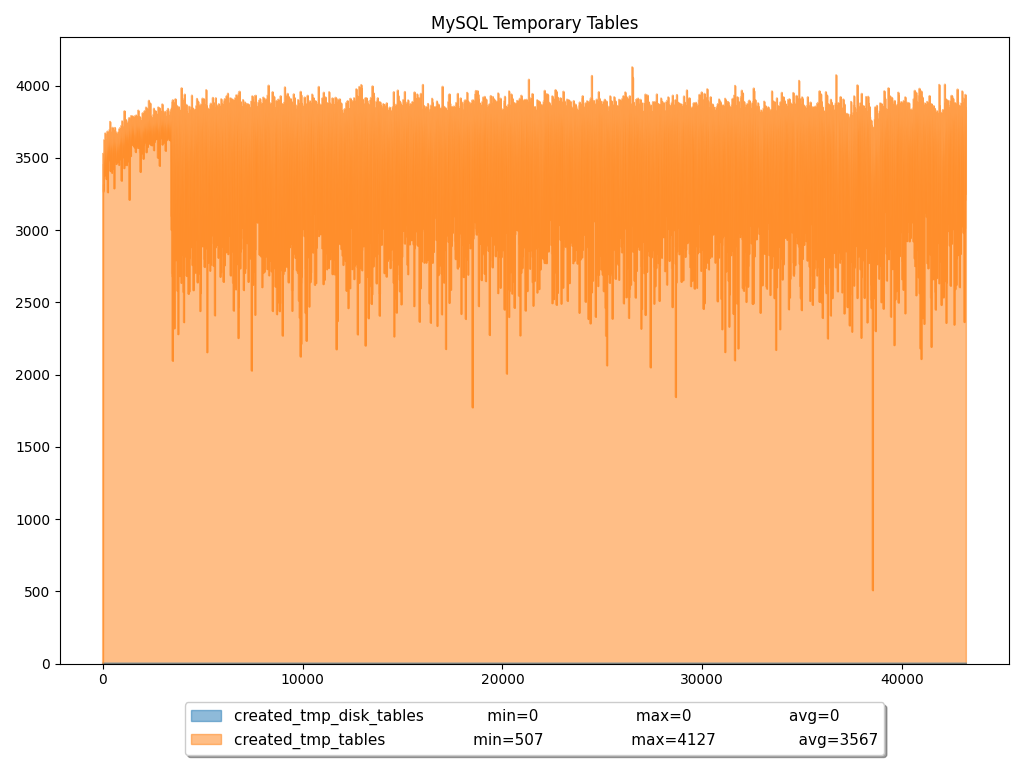 MySQL Temporary Tables
4000
3500
3000
2500
2000
1500
1000
500
0
0 10000 20000 30000 40000
created_tmp_disk_tables min=0 max=0 avg=0
created_tmp_tables min=507 max=4127 avg=3567